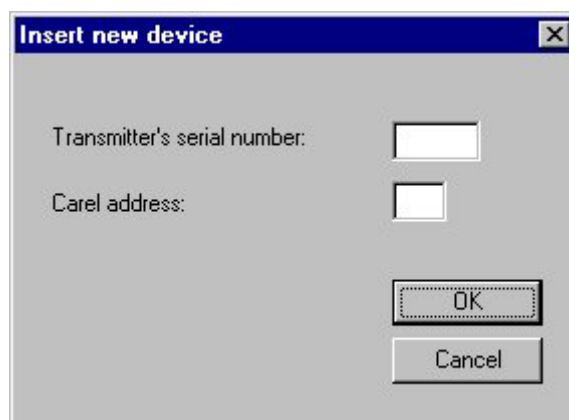 Insert new device
Transmitter's serial number:
Carel address:
OK
Cancel